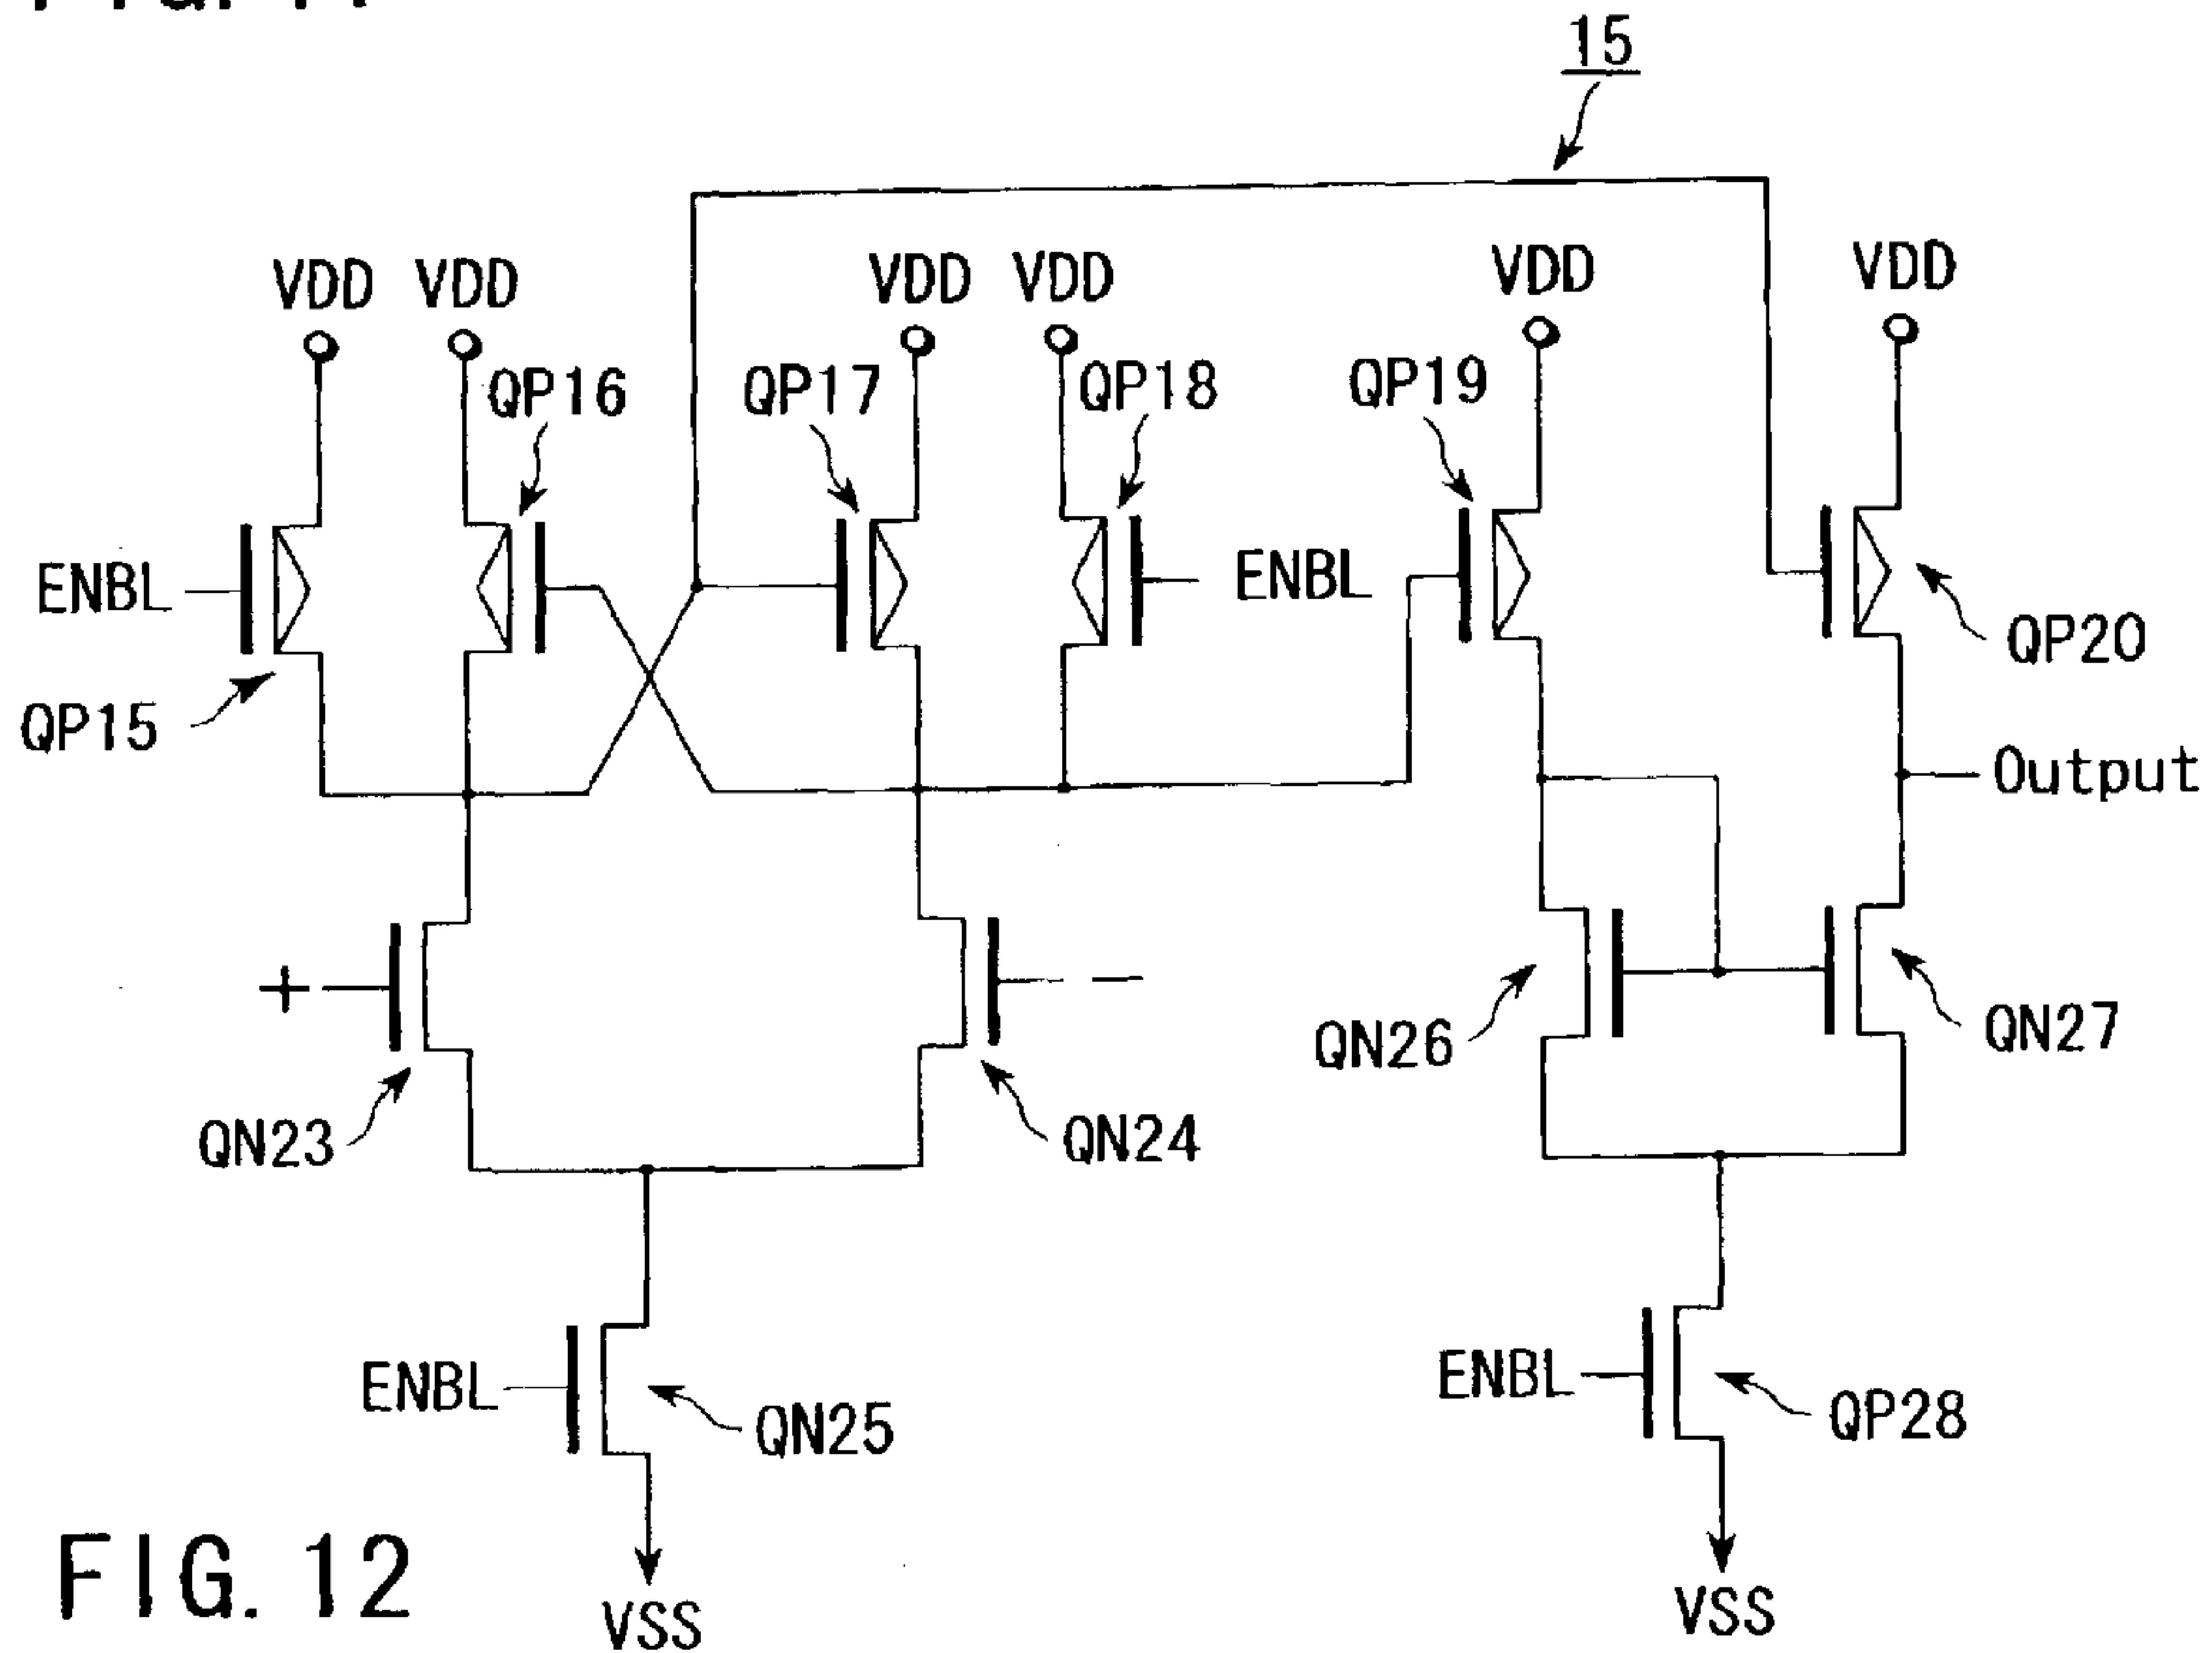 15
VDD VDD VDD VDD VDD VDD
QP16 QP17 QP18 QP19
ENBL ENBL
QP15 QP20
Output
+ −
QN23 QN24 QN26 QN27
ENBL QN25 ENBL QP28
FIG. 12
VSS VSS